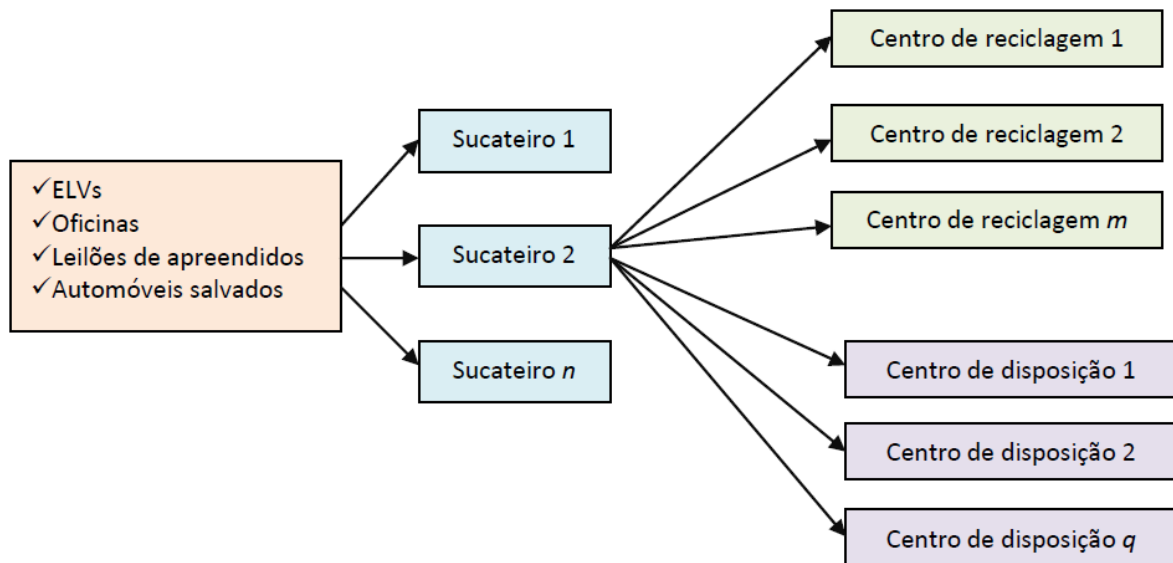 ✓ELVs
✓Oficinas
✓Leilões de apreendidos
✓Automóveis salvados
Sucateiro 1
Sucateiro 2
Sucateiro n
Centro de reciclagem 1
Centro de reciclagem 2
Centro de reciclagem m
Centro de disposição 1
Centro de disposição 2
Centro de disposição q